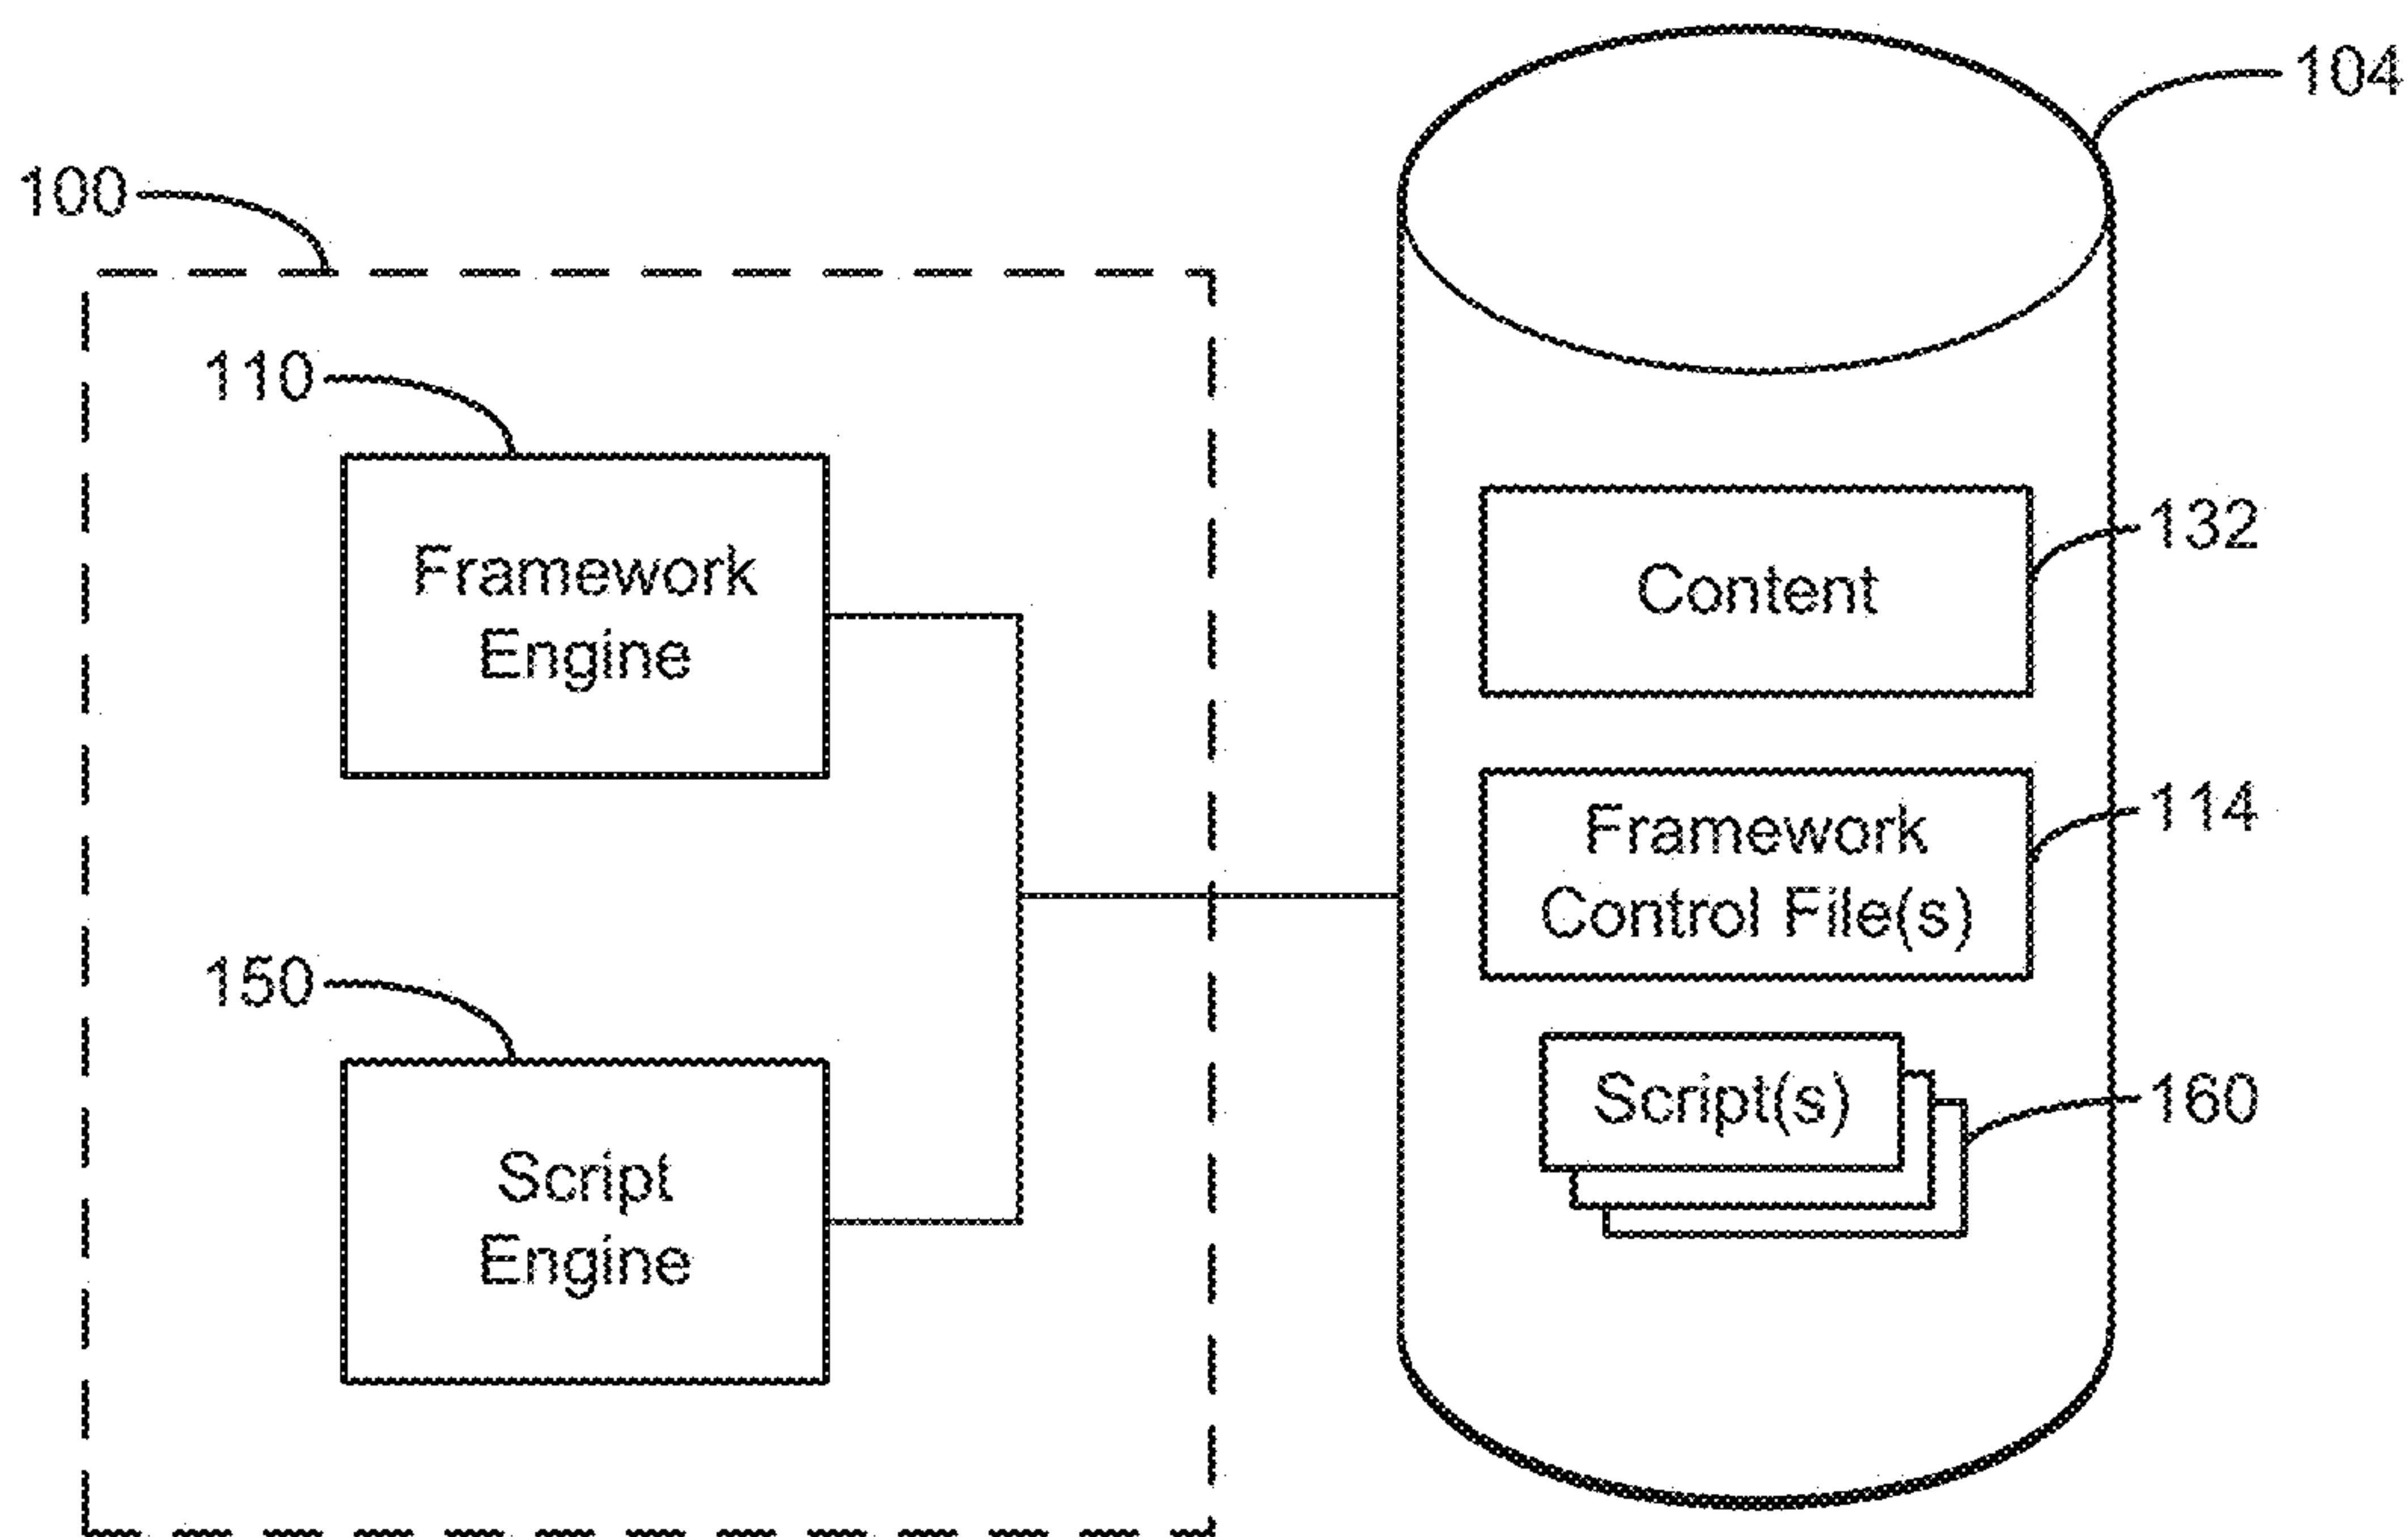 104
100
110
Framework
Engine
Content
132
Framework
Control File(s)
114
150
Script(s)
160
Script
Engine